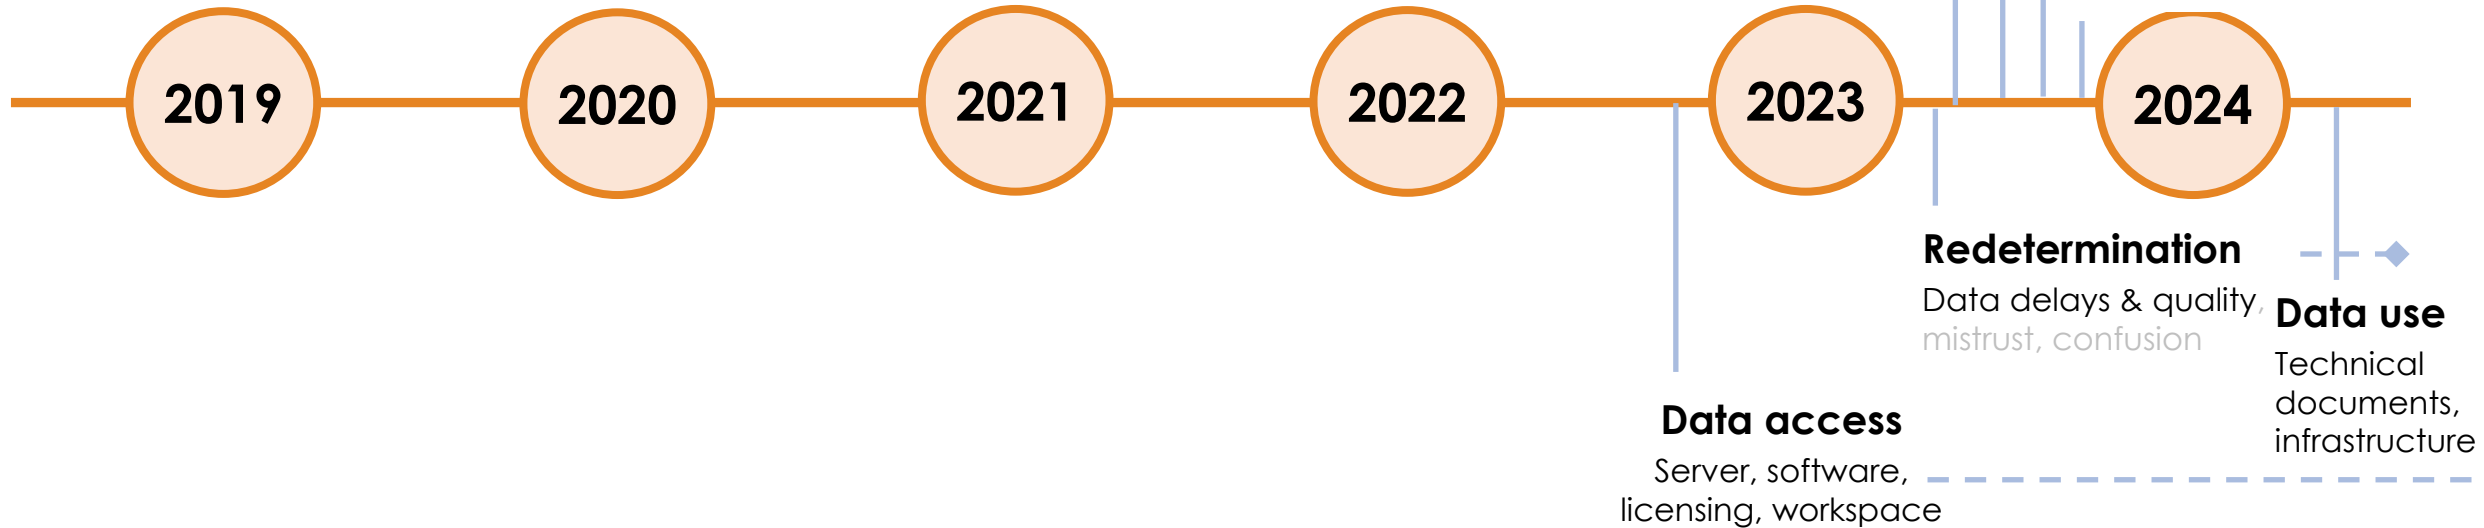 2019
2020
2021
2022
2023
2024
Redetermination
Data delays & quality,
mistrust, confusion
Data use
Technical
documents,
infrastructure
Data access
Server, software,
licensing, workspace